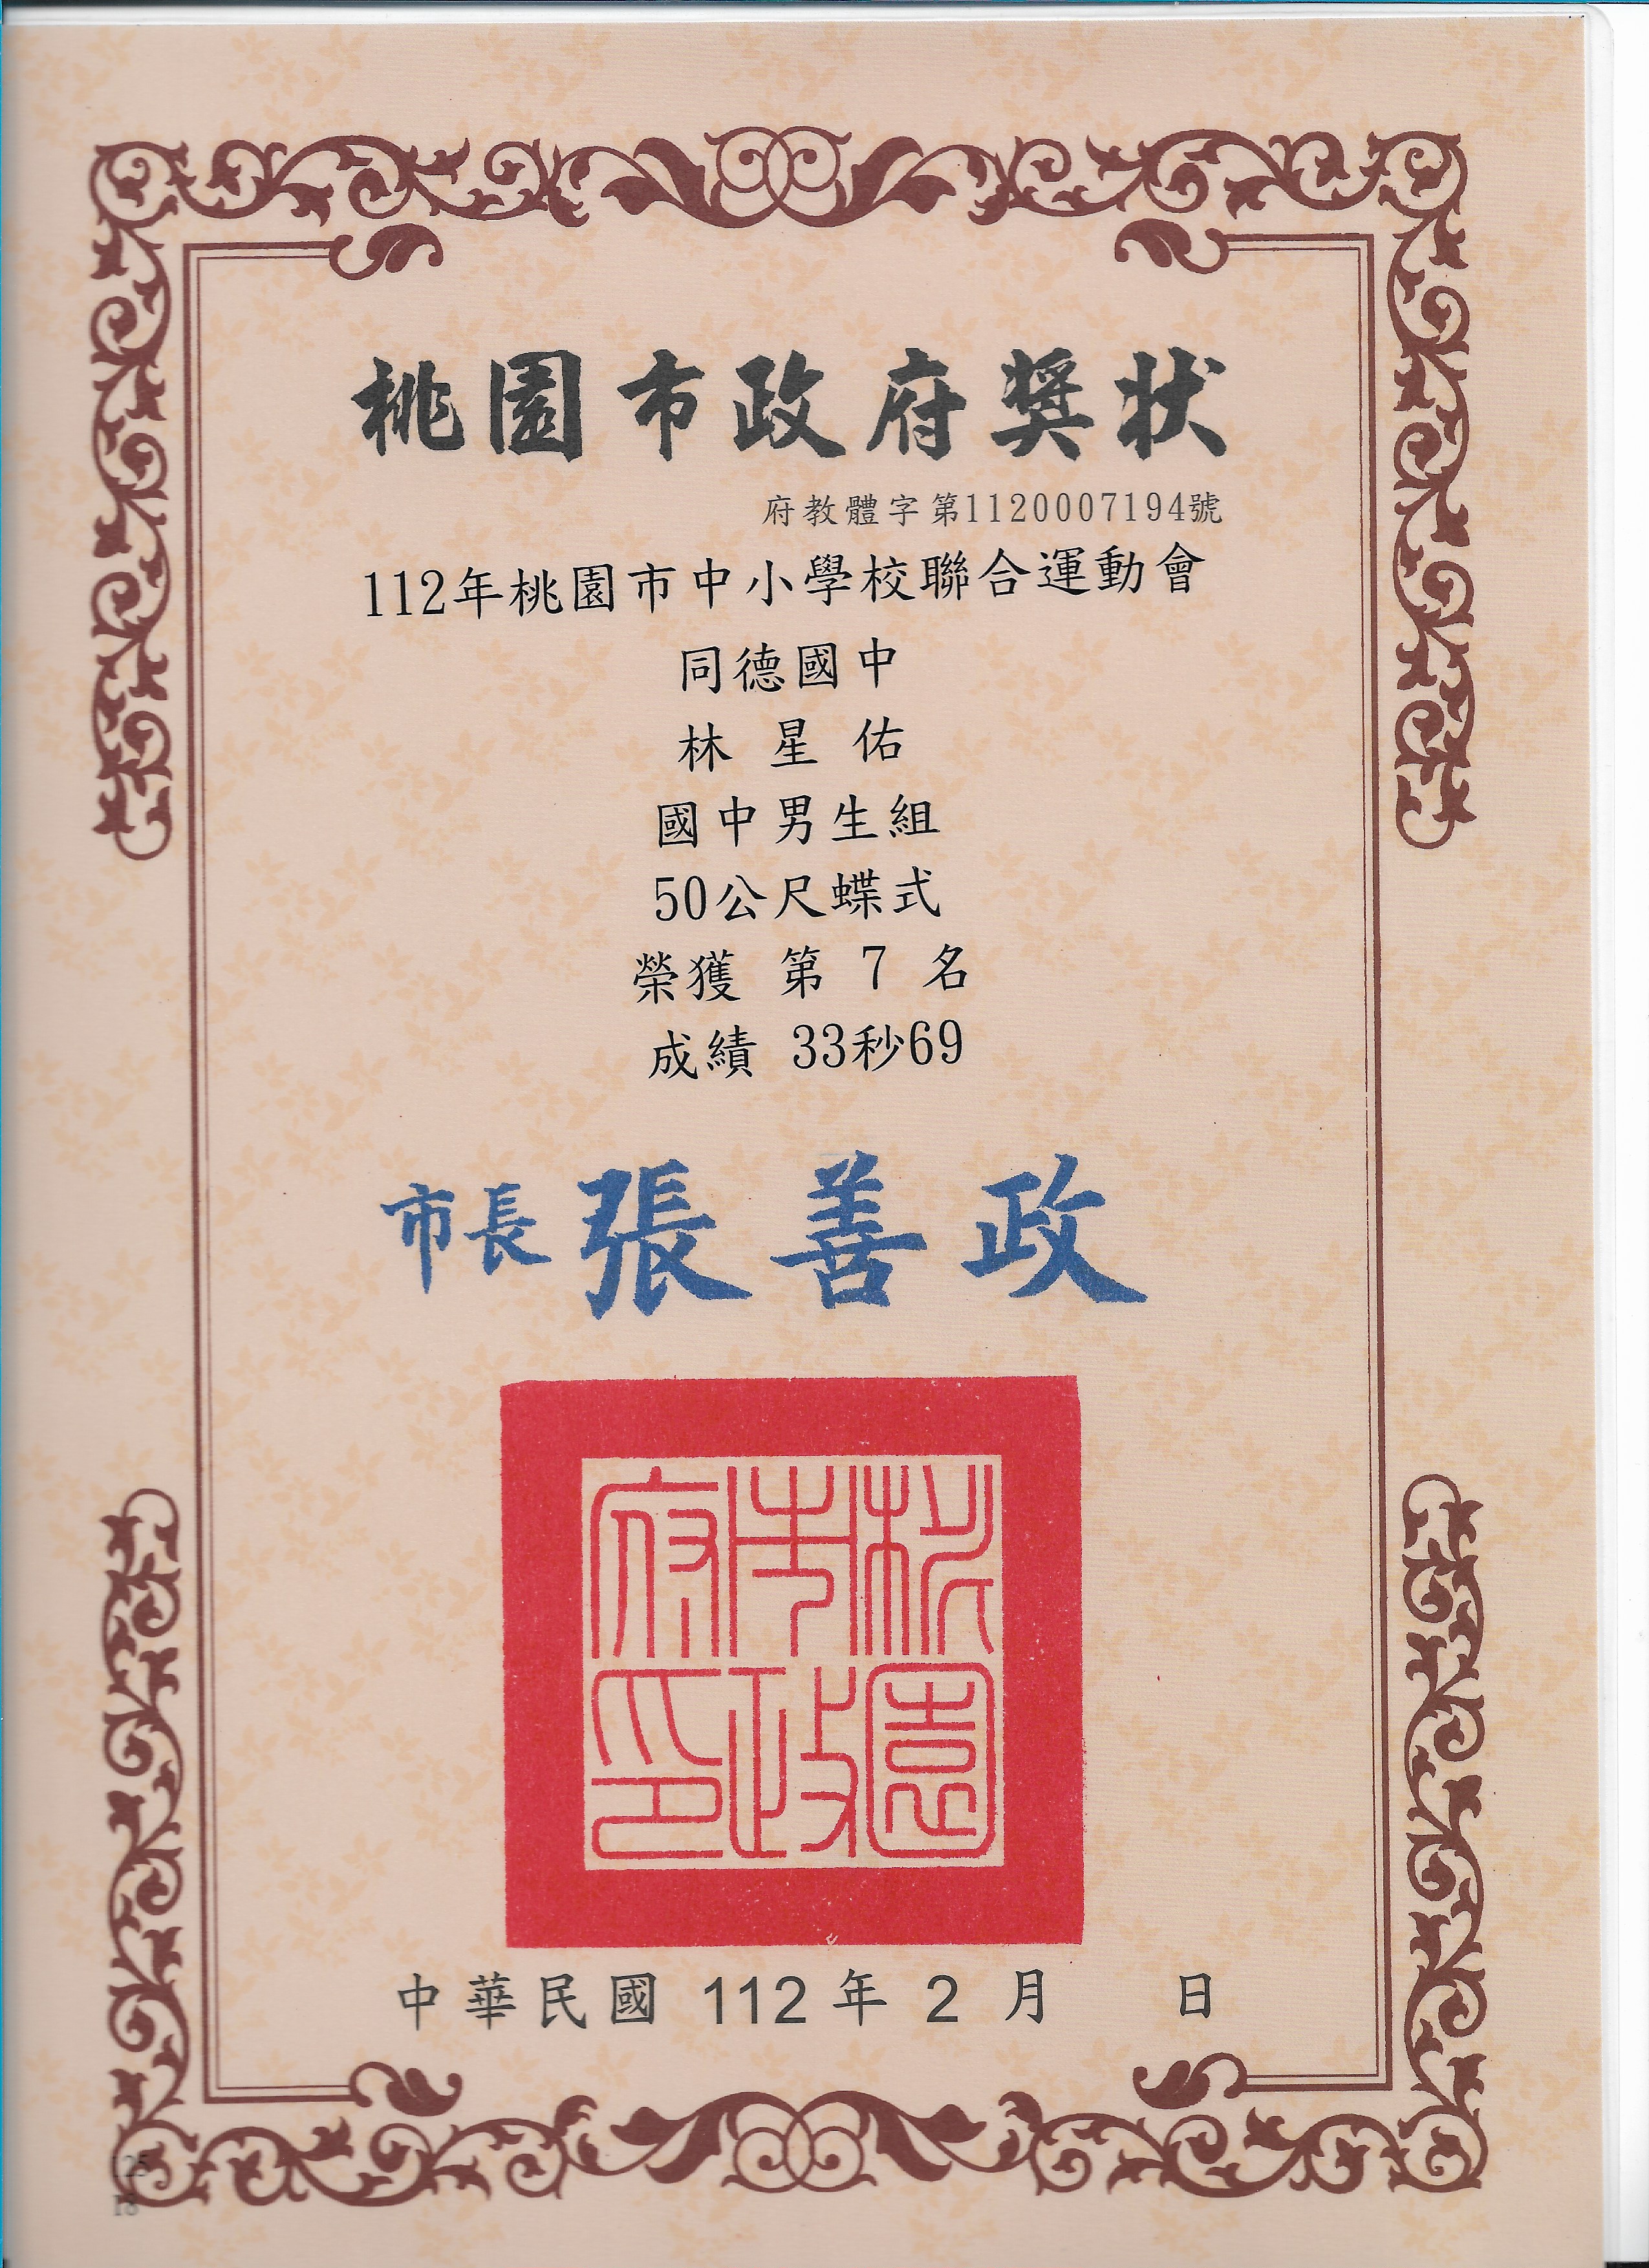 桃園市政府獎狀
府教體字第1120007194號
112年桃園市中小學校聯合運動會
同德國中
林 星 佑
國中男生組
50公尺蝶式
榮獲 第 7 名
成績 33秒69
市長 張善政
桃園市政府印
中華民國 112 年 2 月 日